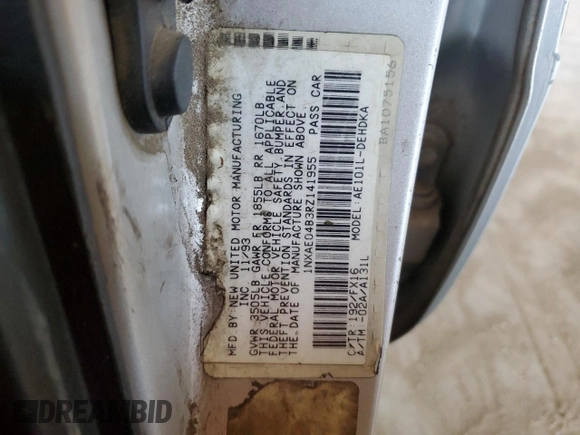 MFD BY: NEW UNITED MOTOR MANUFACTURING
INC 11/93
GVWR 3525LB GAWR FR 1855LB RR 1670LB
THIS VEHICLE CONFORMS TO ALL APPLICABLE
FEDERAL MOTOR VEHICLE SAFETY, BUMPER, AND
THEFT PREVENTION STANDARDS IN EFFECT ON
THE DATE OF MANUFACTURE SHOWN ABOVE.
1NXAE04B3RZ141955 PASS CAR
C/TR 192/FX16 MODEL: AE101L-DEHDKA
A/TM -02A/A131L
BA1075156
DREAMBID